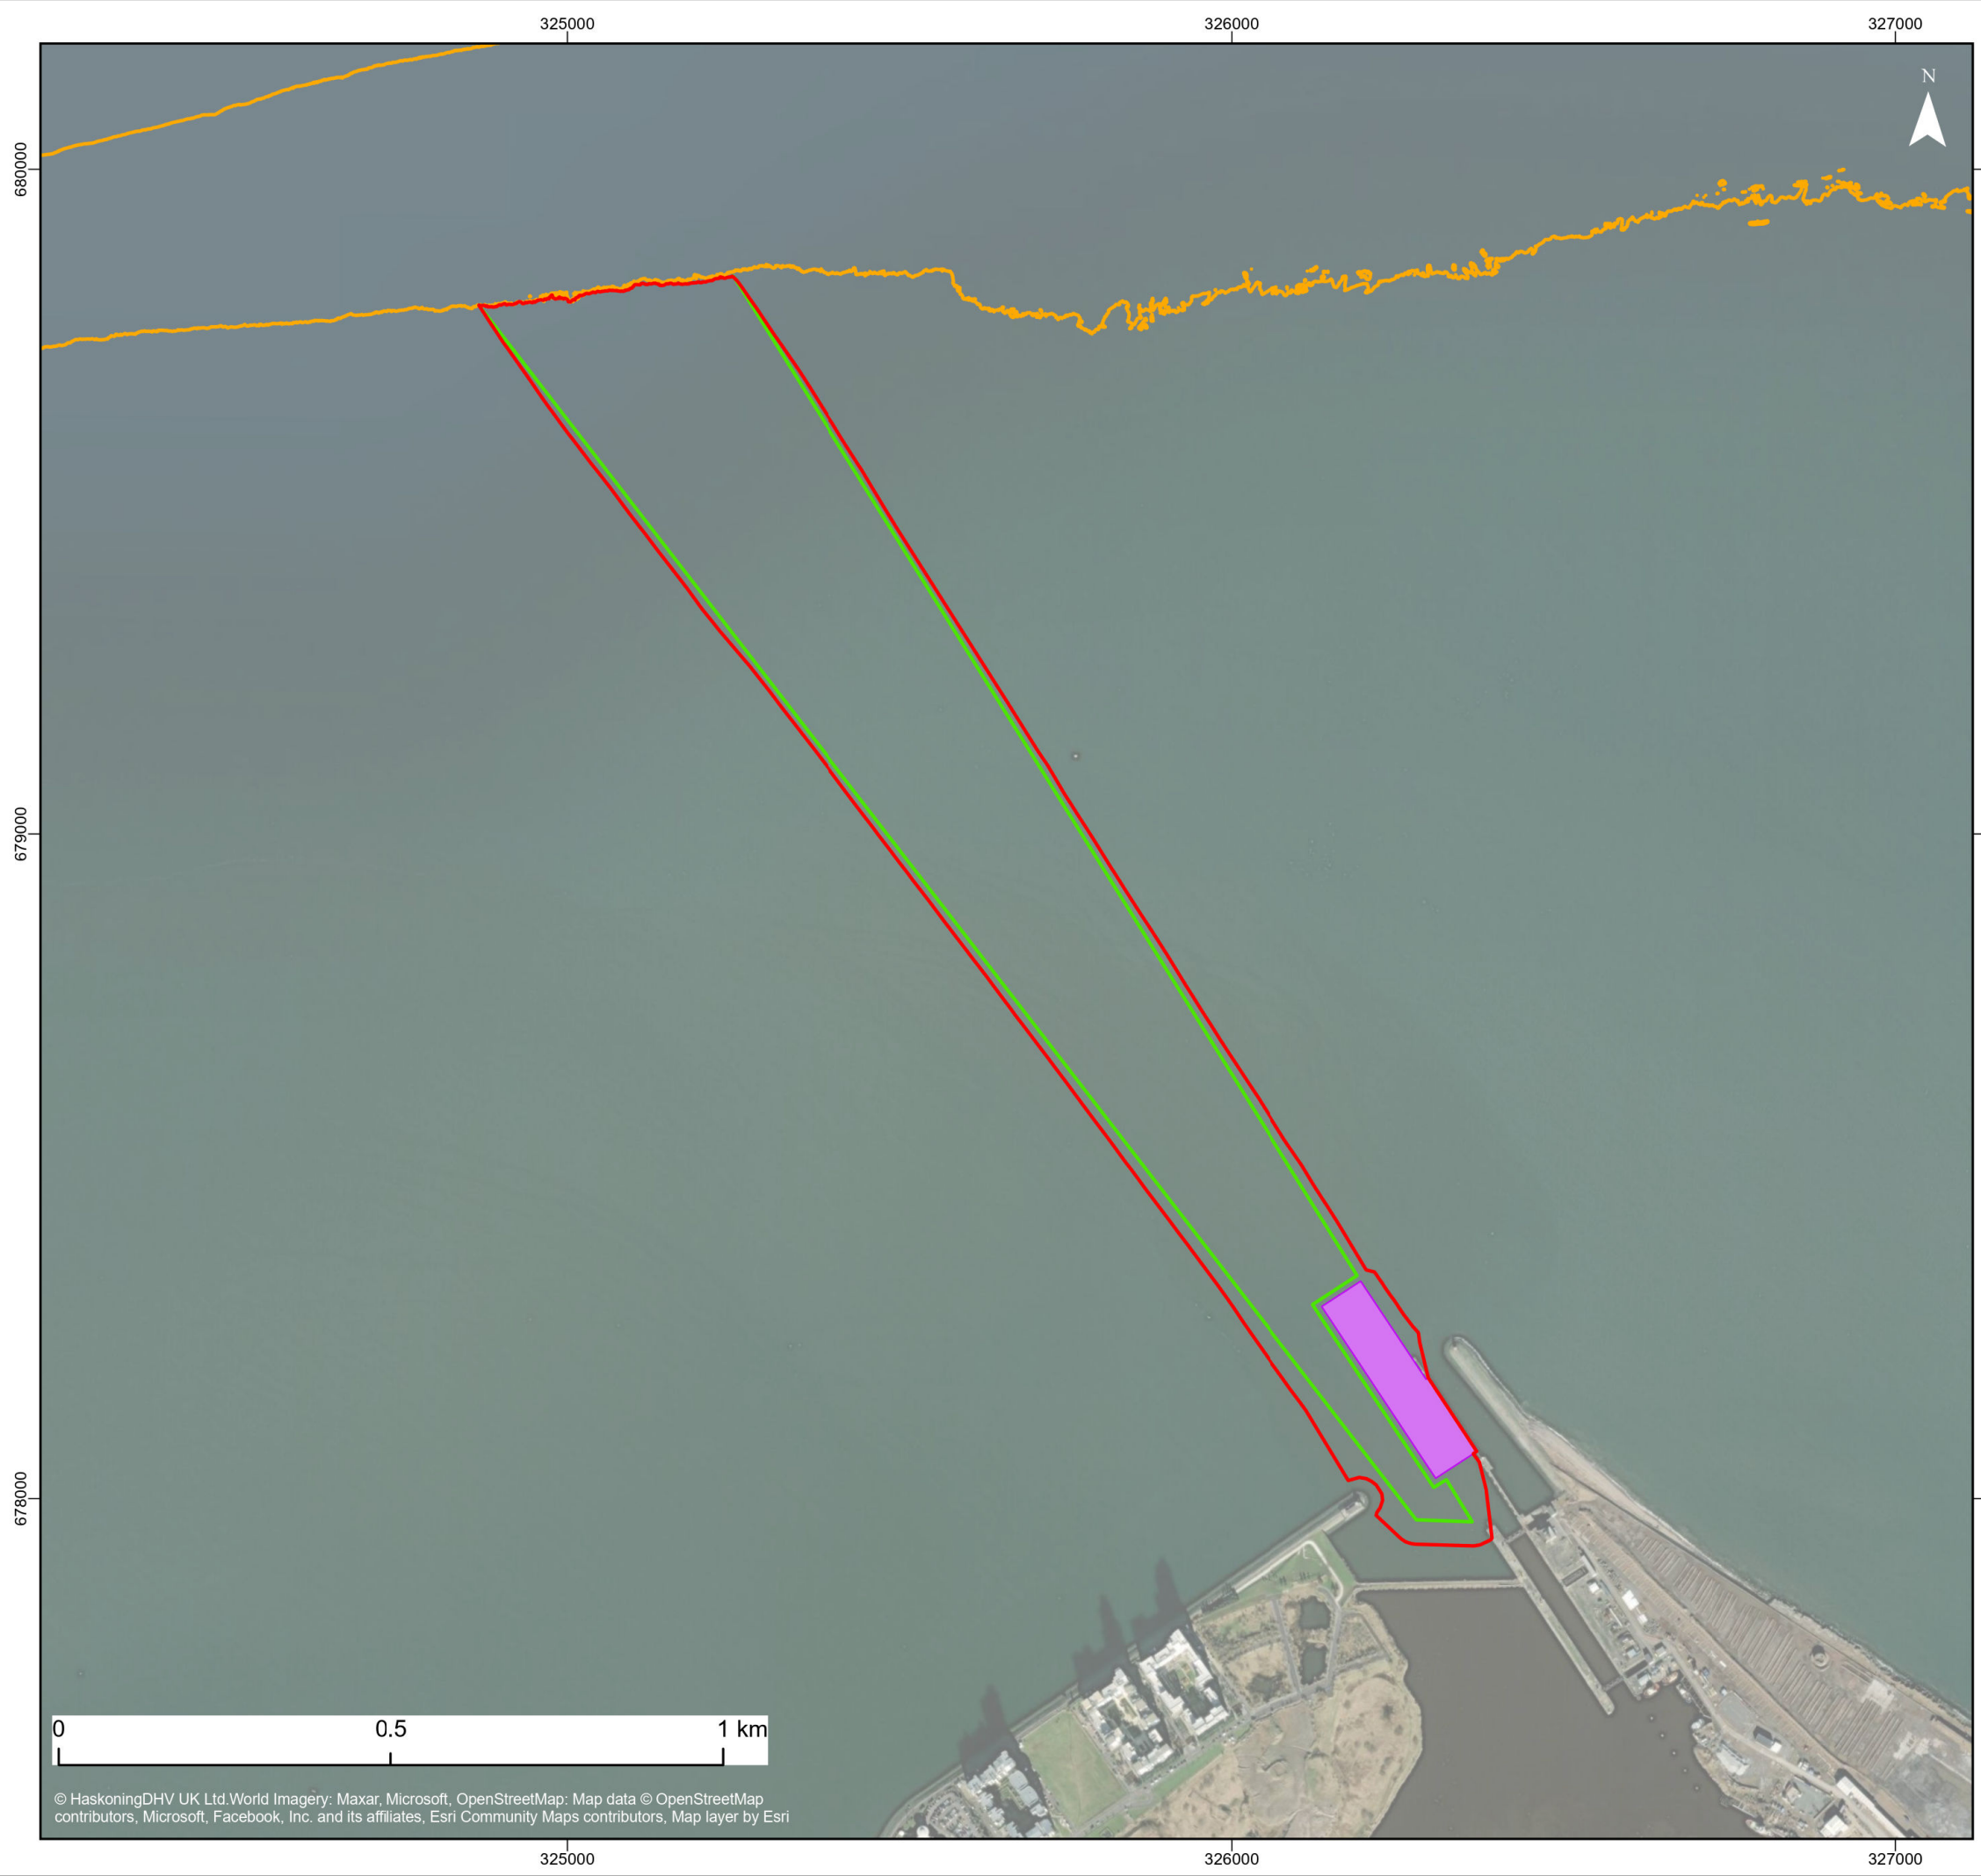 325000
326000
327000
N
680000
679000
678000
0
0.5
1 km
© HaskoningDHV UK Ltd.World Imagery: Maxar, Microsoft, OpenStreetMap: Map data © OpenStreetMap
contributors, Microsoft, Facebook, Inc. and its affiliates, Esri Community Maps contributors, Map layer by Esri
325000
326000
327000